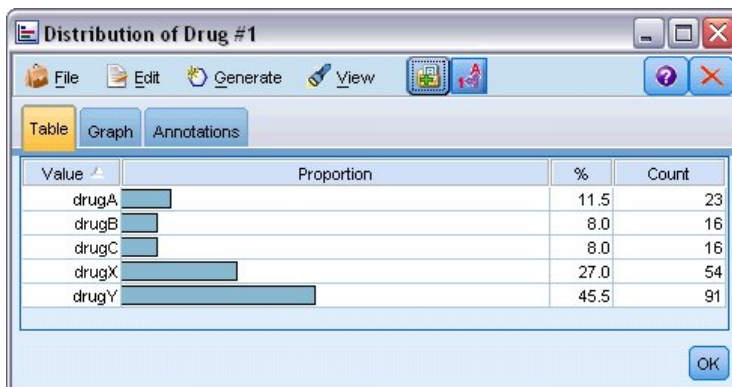 Distribution of Drug #1
File Edit Generate View
Table Graph Annotations
Value Proportion % Count
drugA 11.5 23
drugB 8.0 16
drugC 8.0 16
drugX 27.0 54
drugY 45.5 91
OK